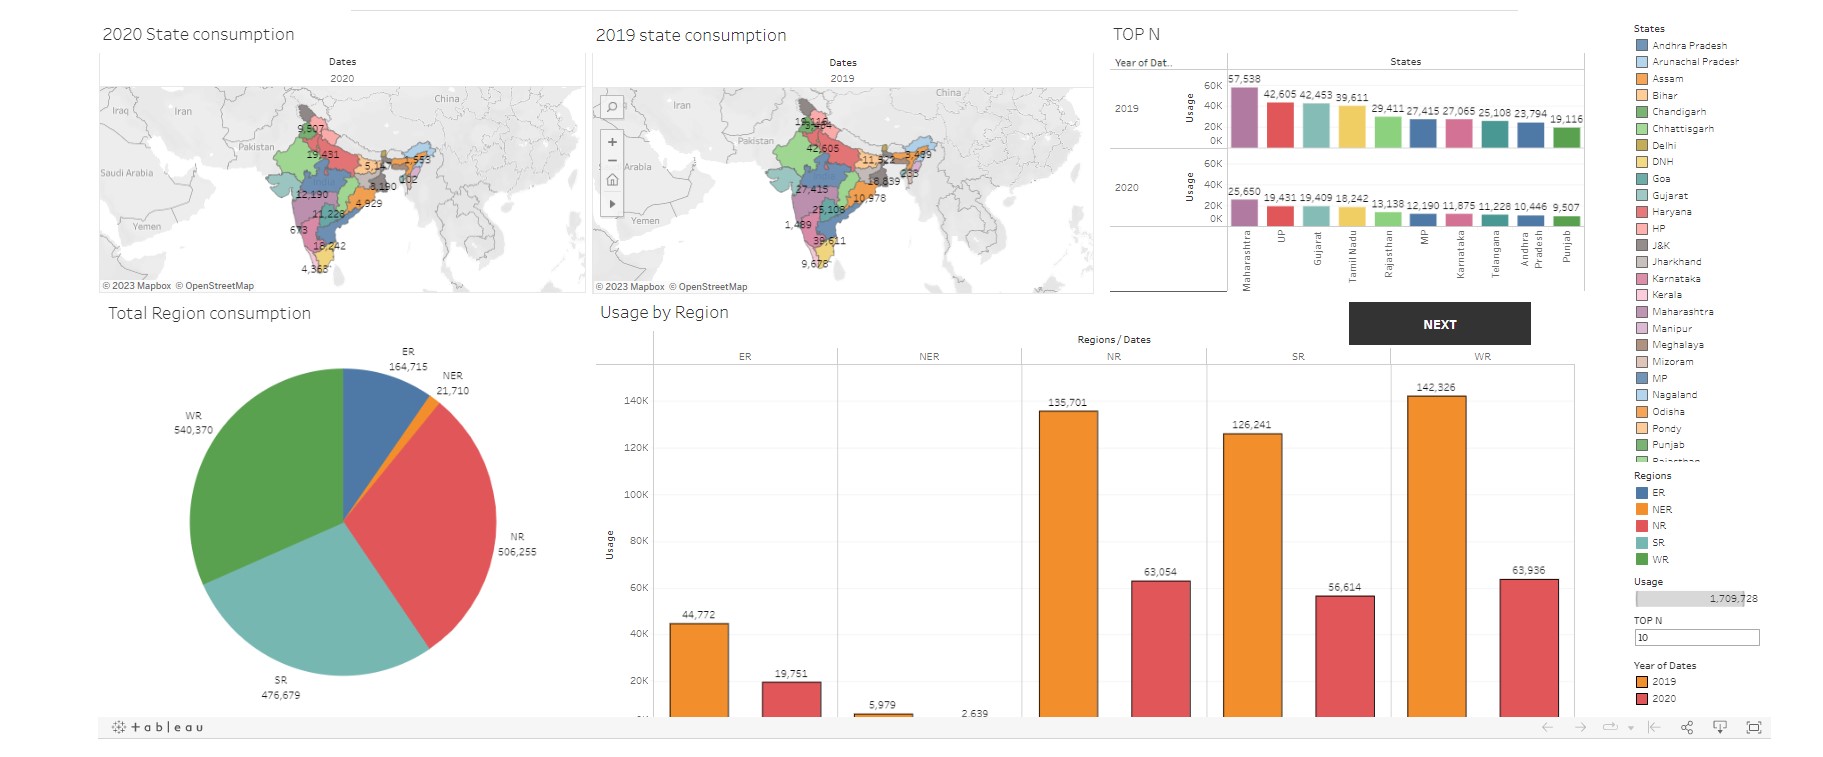 2020 State consumption
Dates
2020
Iraq
Iran
China
Pakistan
Saudi Arabia
Yemen
9,507
19,431
5,147
1,553
102
3,190
12,190
4,929
11,228
673
18,242
4,363
© 2023 Mapbox © OpenStreetMap
2019 state consumption
Dates
2019
Iran
China
Pakistan
Arabia
Yemen
19,116
42,605
11,322
3,499
233
18,839
27,415
10,978
25,108
1,489
39,611
9,678
© 2023 Mapbox © OpenStreetMap
TOP N
Year of Dat..
States
2019
Usage
60K
40K
20K
0K
57,538
42,605
42,453
39,611
29,411
27,415
27,065
25,108
23,794
19,116
2020
Usage
60K
40K
20K
0K
25,650
19,431
19,409
18,242
13,138
12,190
11,875
11,228
10,446
9,507
Maharashtra
UP
Gujarat
Tamil Nadu
Rajasthan
MP
Karnataka
Telangana
Andhra
Pradesh
Punjab
NEXT
Total Region consumption
ER
164,715
NER
21,710
NR
506,255
SR
476,679
WR
540,370
Usage by Region
Regions / Dates
ER
NER
NR
SR
WR
Usage
140K
120K
100K
80K
60K
40K
20K
44,772
19,751
5,979
2,639
135,701
63,054
126,241
56,614
142,326
63,936
States
Andhra Pradesh
Arunachal Pradesh
Assam
Bihar
Chandigarh
Chhattisgarh
Delhi
DNH
Goa
Gujarat
Haryana
HP
J&K
Jharkhand
Karnataka
Kerala
Maharashtra
Manipur
Meghalaya
Mizoram
MP
Nagaland
Odisha
Pondy
Punjab
Rajasthan
Regions
ER
NER
NR
SR
WR
Usage
1,709,728
TOP N
10
Year of Dates
2019
2020
+ableau